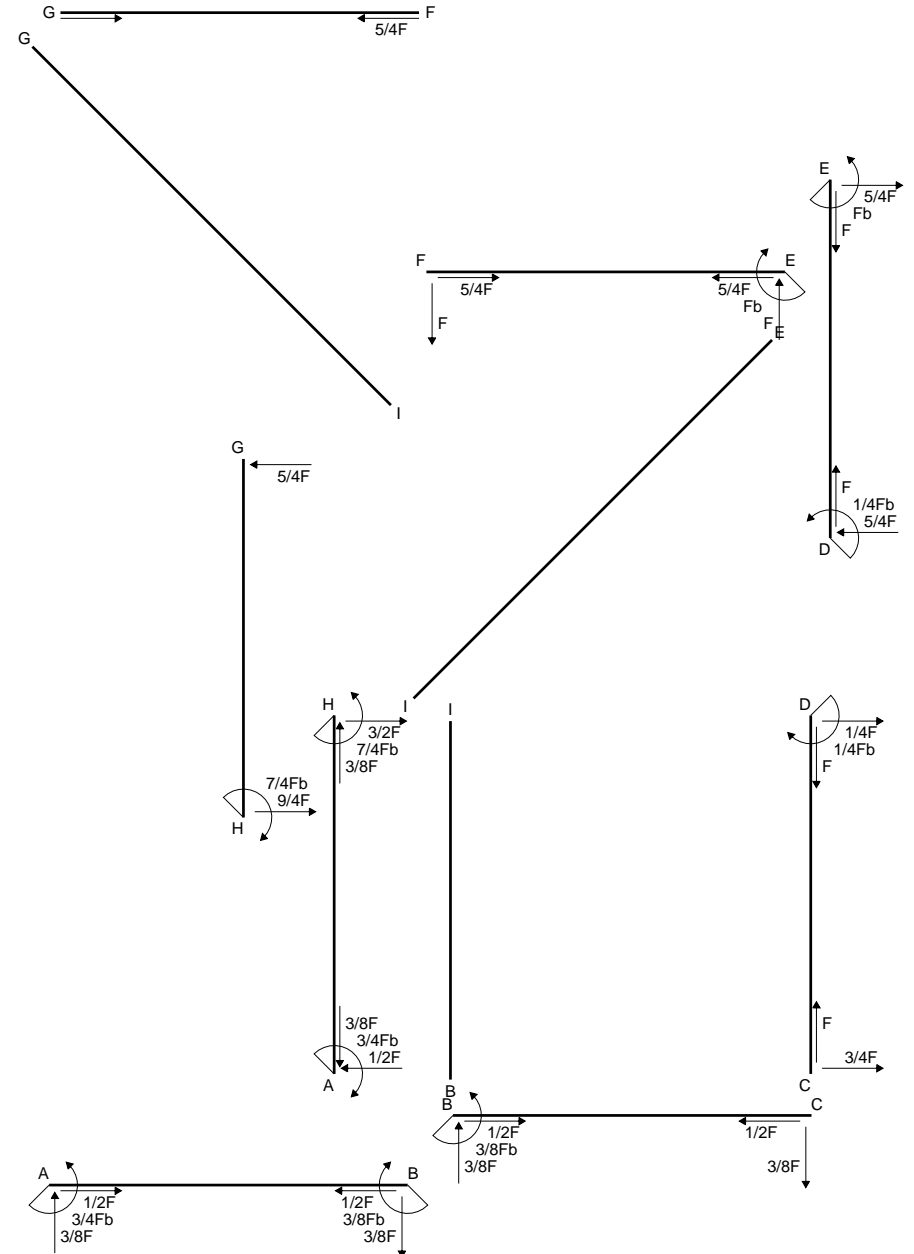 G F
5/4F
G
E
5/4F
Fb
F
F E
5/4F 5/4F
Fb
F F
E
I
G
5/4F
F
1/4Fb
5/4F
D
H I I D
3/2F
7/4Fb
3/8F
1/4F
1/4Fb
F
7/4Fb
9/4F
H
3/8F
3/4Fb
1/2F
F
3/4F
A B C
B C
1/2F 1/2F
3/8Fb
3/8F 3/8F
A B
1/2F 1/2F
3/4Fb 3/8Fb
3/8F 3/8F